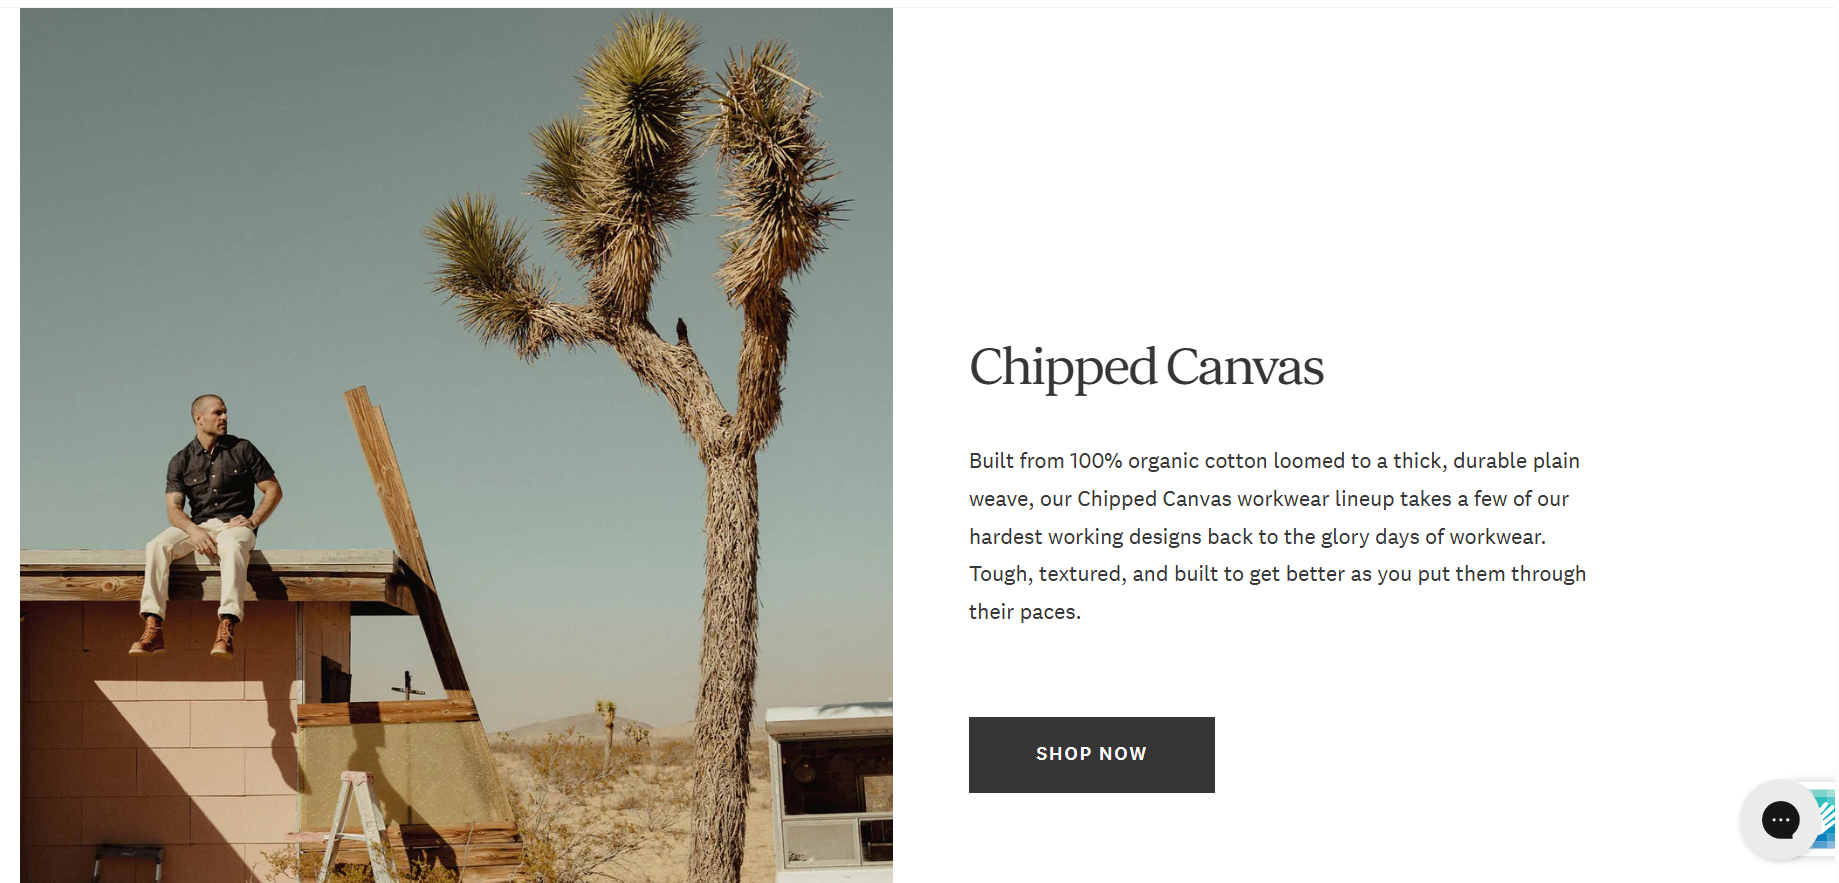 Chipped Canvas
Built from 100% organic cotton loomed to a thick, durable plain
weave, our Chipped Canvas workwear lineup takes a few of our
hardest working designs back to the glory days of workwear.
Tough, textured, and built to get better as you put them through
their paces.
SHOP NOW